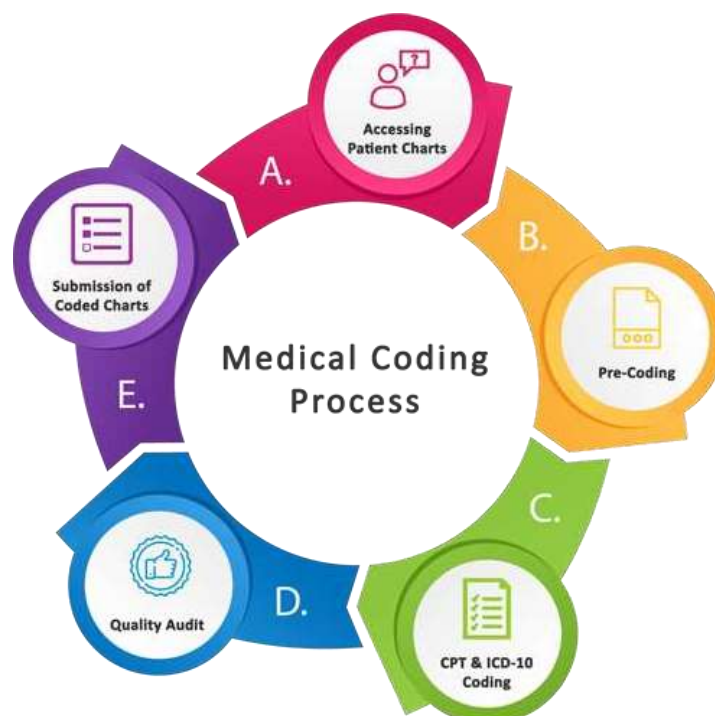 Medical Coding
Process
A.
?
Accessing
Patient Charts
B.
Pre-Coding
C.
CPT & ICD-10
Coding
D.
Quality Audit
E.
Submission of
Coded Charts